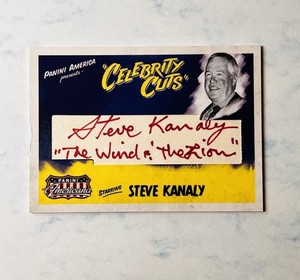 PANINI AMERICA
presents
"CELEBRITY CUTS"
Steve Kanaly
"The Wind & The Lion"
PANINI
Americana
STARRING STEVE KANALY